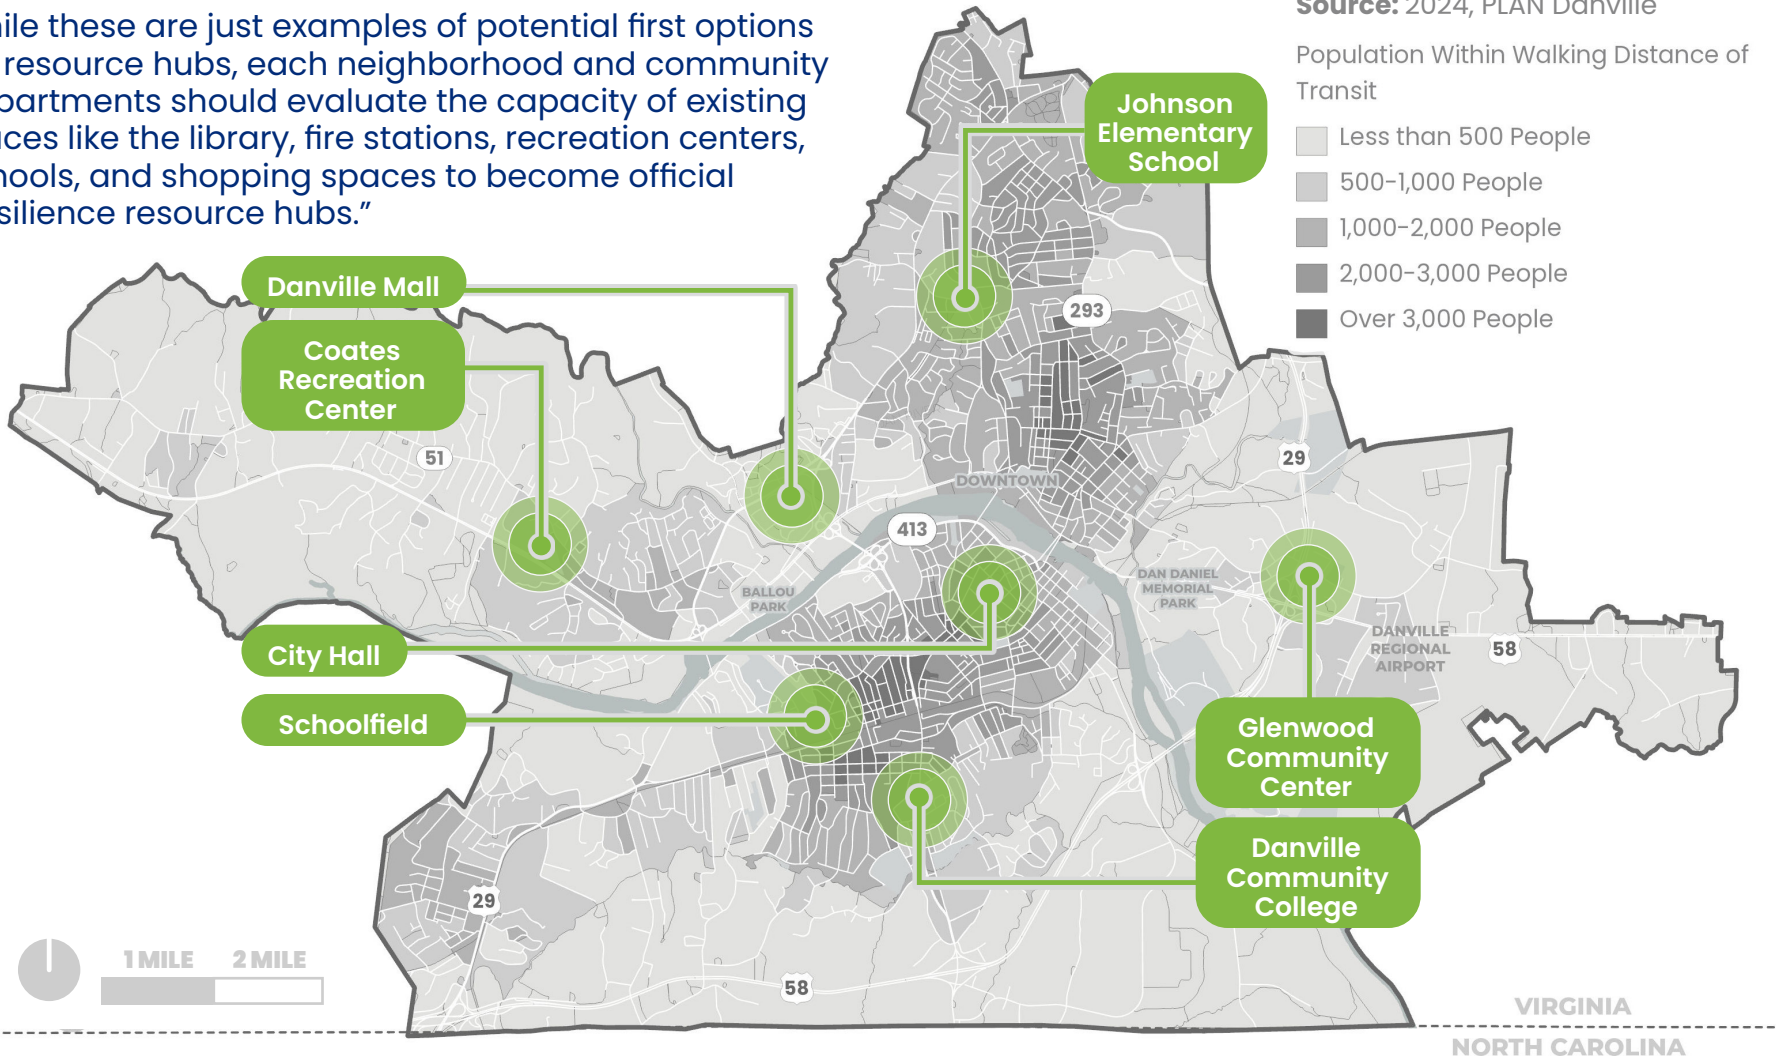 ile these are just examples of potential first options
resource hubs, each neighborhood and community
partments should evaluate the capacity of existing
ces like the library, fire stations, recreation centers,
ools, and shopping spaces to become official
silience resource hubs.”
Source: 2024, PLAN Danville
Population Within Walking Distance of
Transit
Less than 500 People
500-1,000 People
1,000-2,000 People
2,000-3,000 People
Over 3,000 People
Johnson
Elementary
School
Danville Mall
Coates
Recreation
Center
293
51
29
DOWNTOWN
413
BALLOU
PARK
DAN DANIEL
MEMORIAL
PARK
DANVILLE
REGIONAL
AIRPORT
58
City Hall
Schoolfield
Glenwood
Community
Center
Danville
Community
College
29
58
1 MILE 2 MILE
VIRGINIA
NORTH CAROLINA